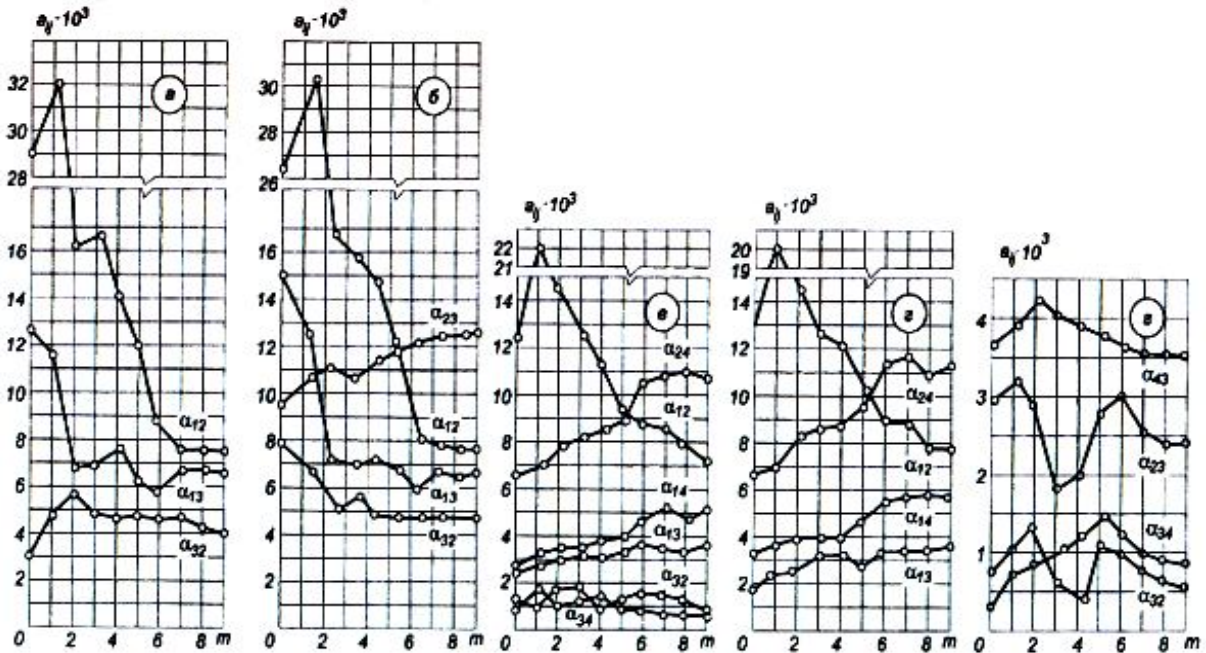 a_ij·10³
a_ij·10³
32
30
28
16
14
12
10
8
6
4
2
0 2 4 6 8 m
а
α₁₂
α₁₃
α₃₂
30
28
26
16
14
12
10
8
6
4
2
0 2 4 6 8 m
б
α₂₃
α₁₂
α₁₃
α₃₂
a_ij·10³
22
21
14
12
10
8
6
4
2
0 2 4 6 8 m
в
α₂₄
α₁₂
α₁₄
α₁₃
α₃₂
α₃₄
a_ij·10³
20
19
14
12
10
8
6
4
2
0 2 4 6 8 m
г
α₂₄
α₁₂
α₁₄
α₁₃
a_ij·10³
4
3
2
1
0 2 4 6 8 m
α₄₃
α₂₃
α₃₄
α₃₂